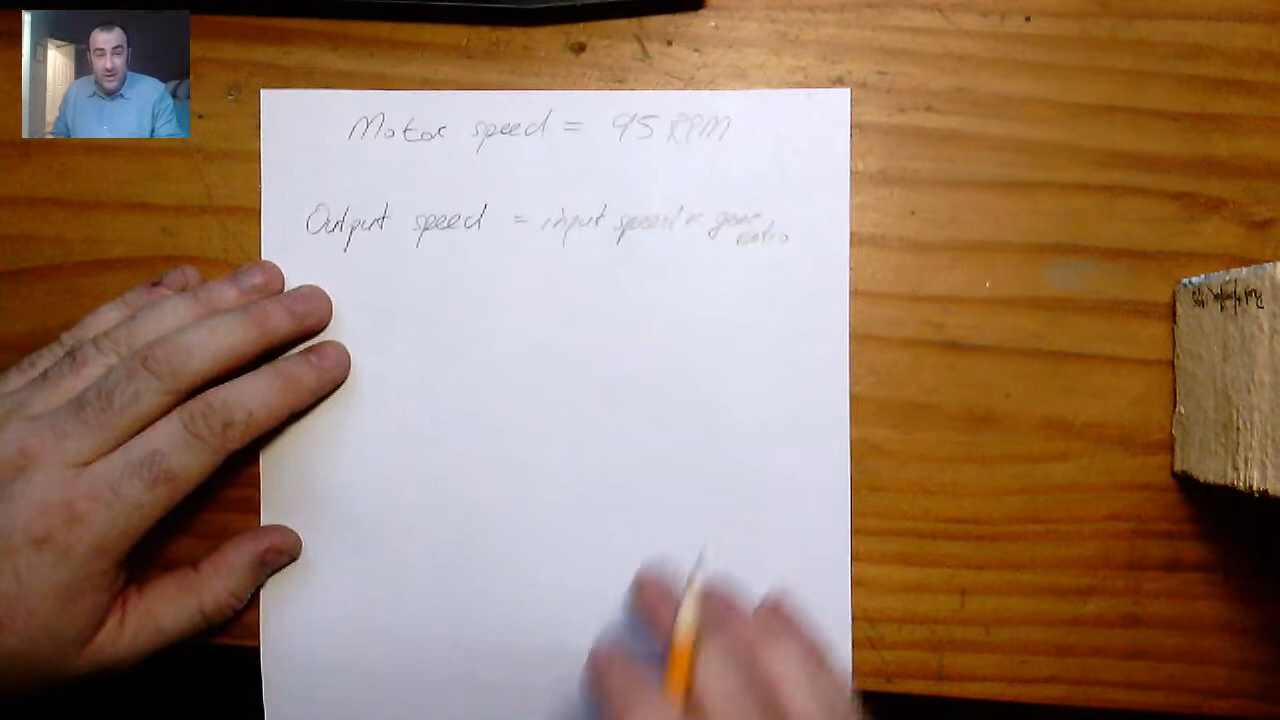 Motor speed = 95 RPM
Output speed = input speed × gear
ratio